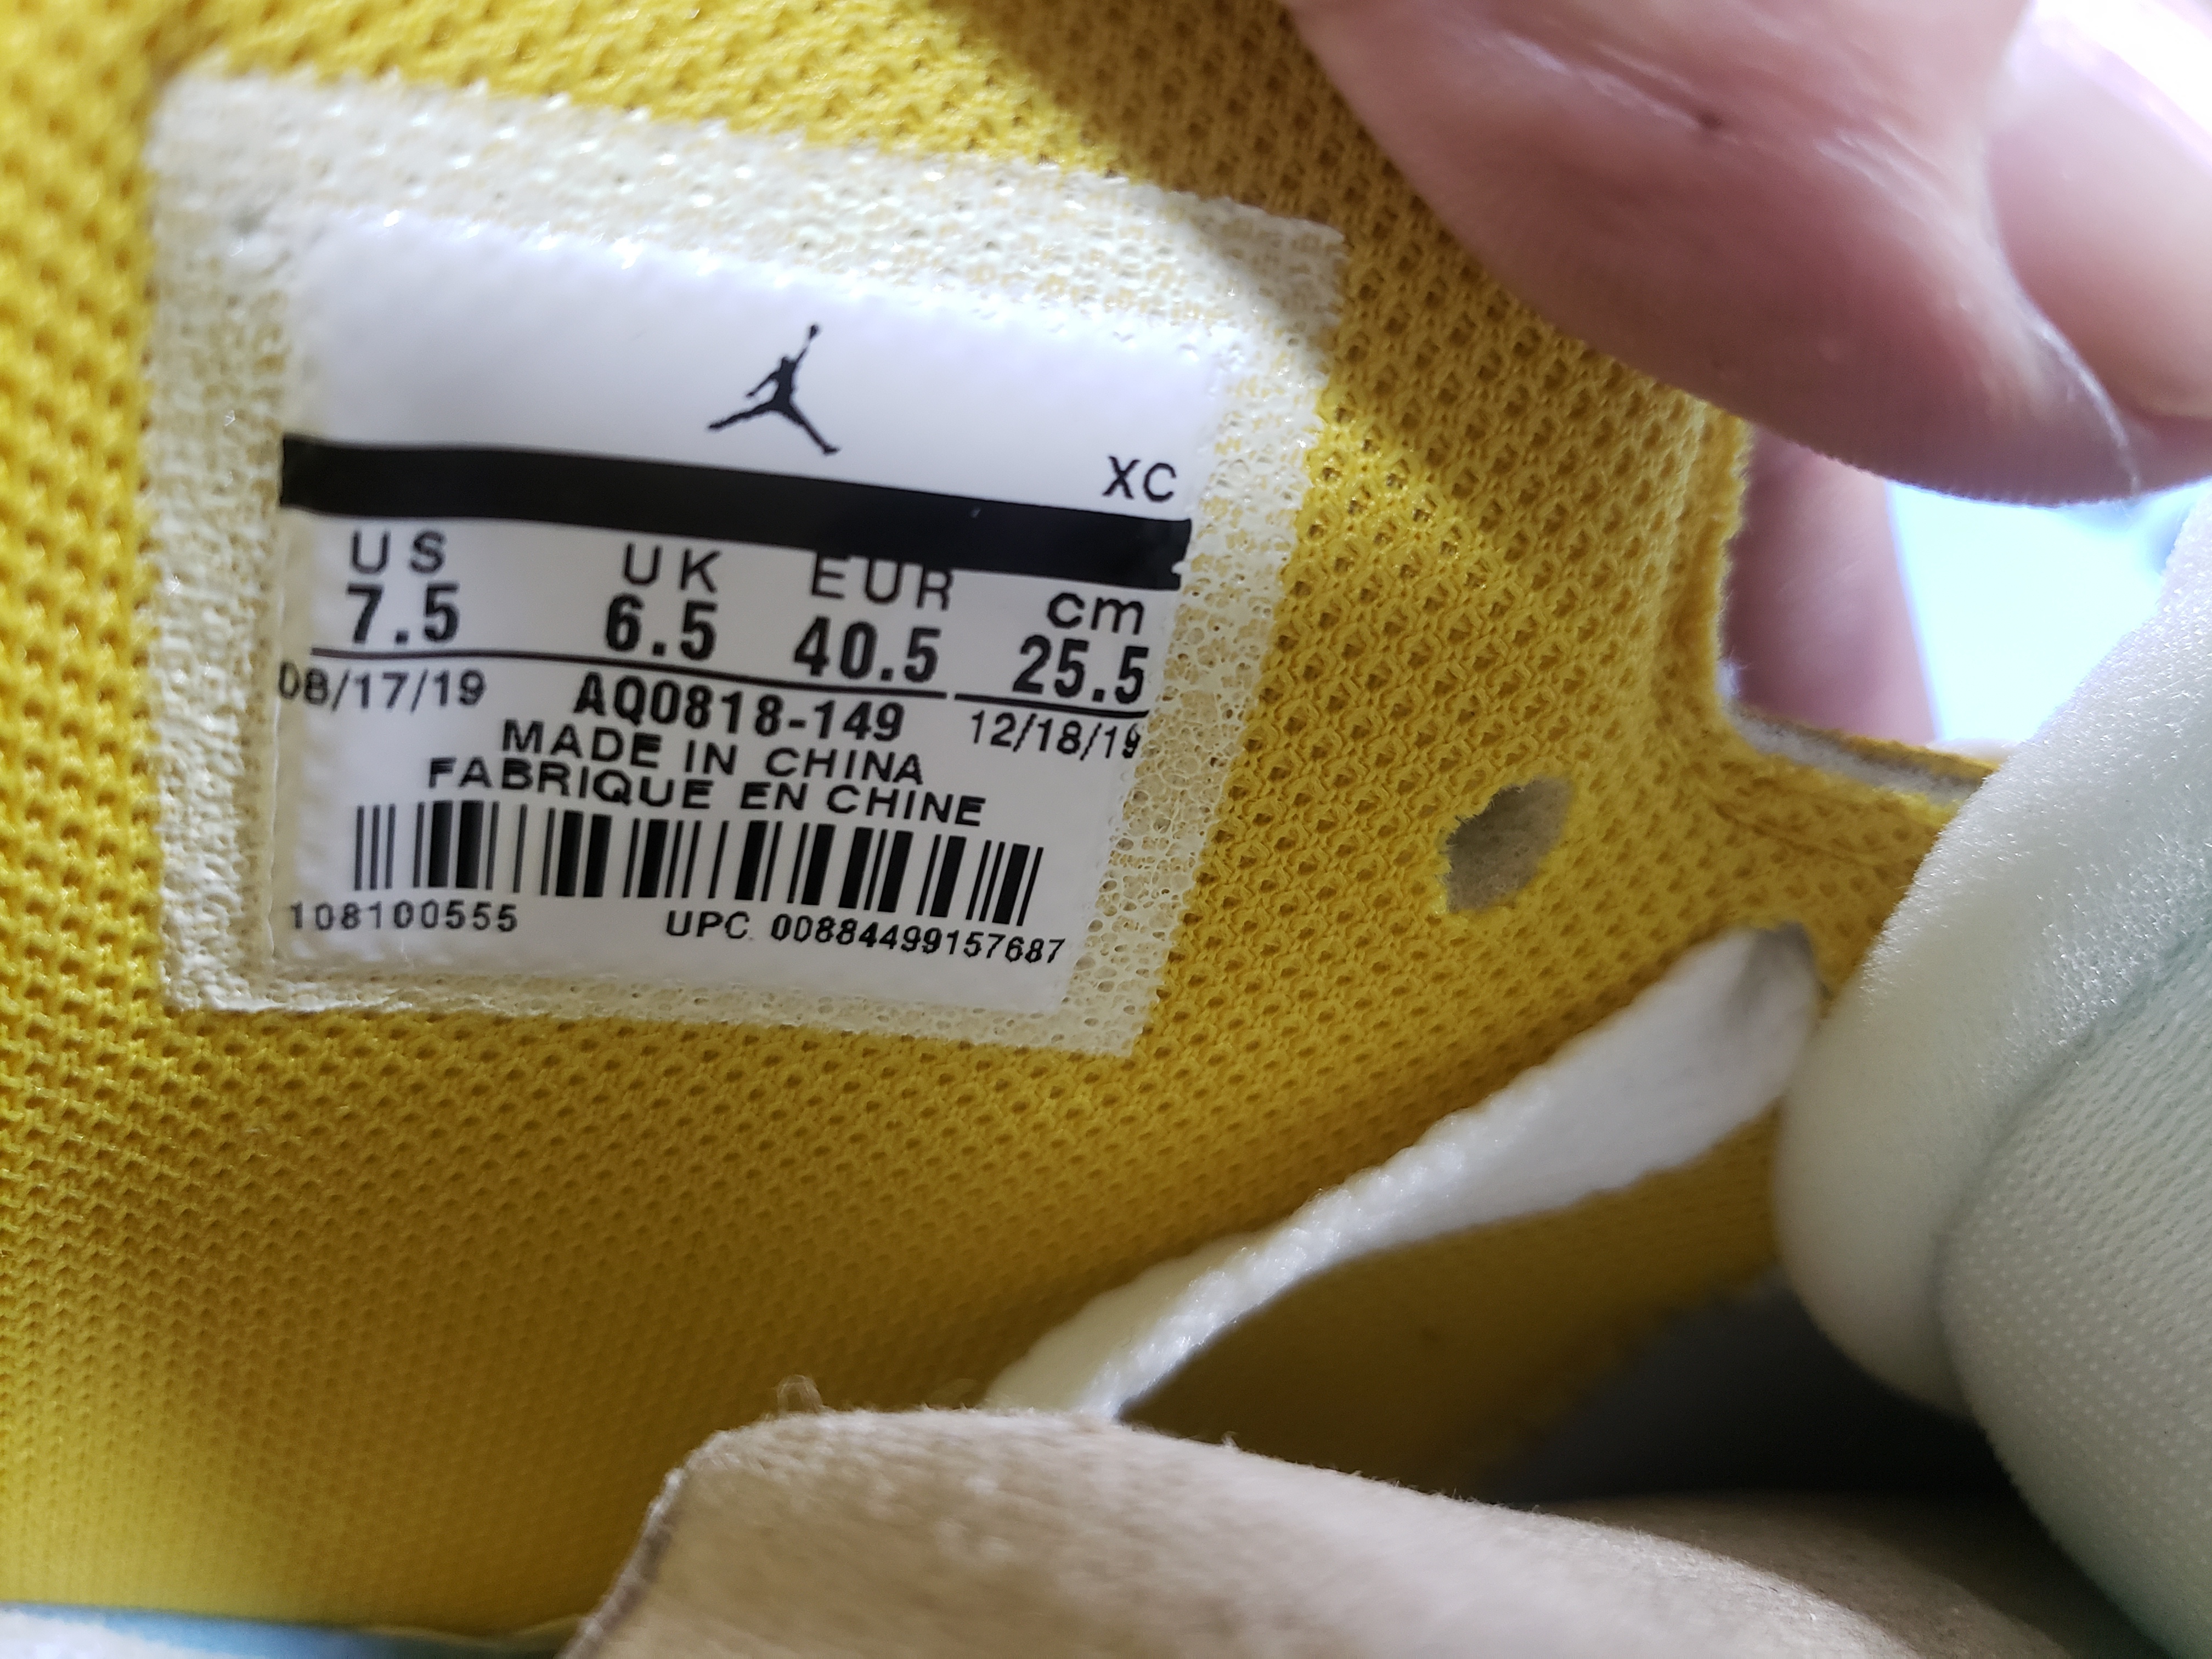 XC
US UK EUR cm
7.5 6.5 40.5 25.5
08/17/19 AQ0818-149 12/18/19
MADE IN CHINA
FABRIQUE EN CHINE
108100555 UPC. 00884499157687